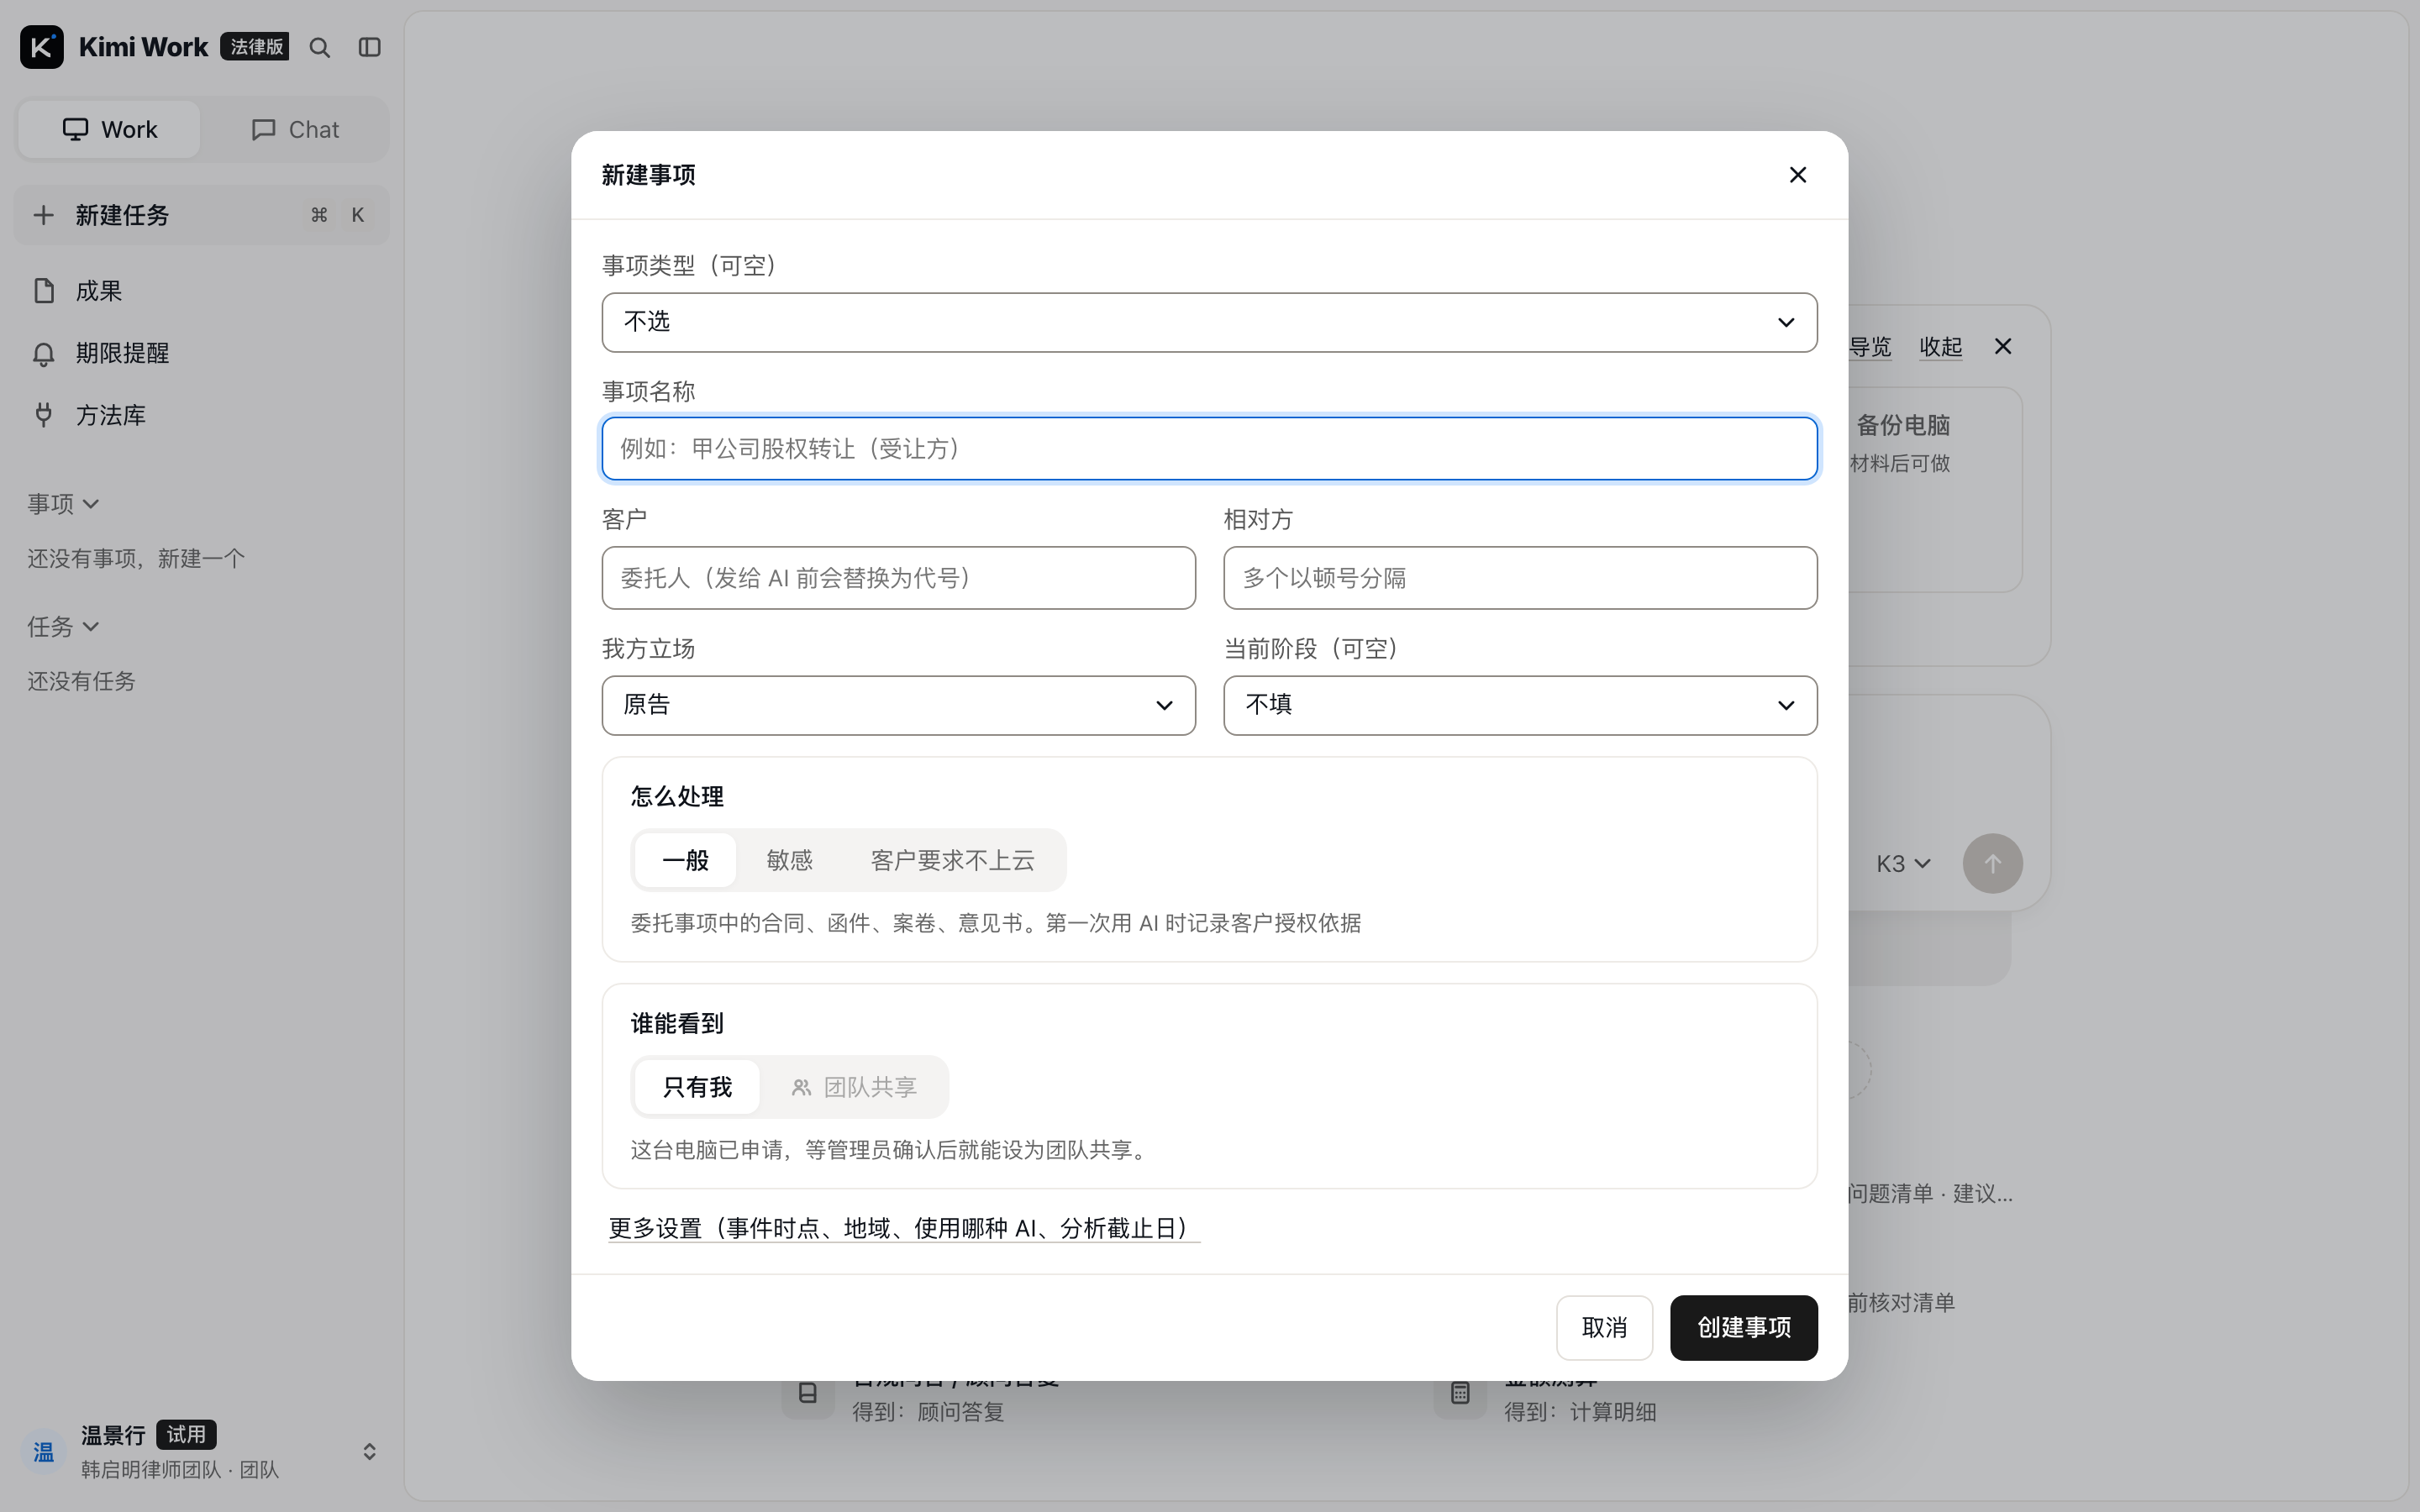 Kimi Work 法律版
Work
Chat
新建任务 ⌘ K
成果
期限提醒
方法库
事项
还没有事项，新建一个
任务
还没有任务
温 温景行 试用
韩启明律师团队 · 团队
新建事项
事项类型（可空）
不选
事项名称
例如：甲公司股权转让（受让方）
客户
相对方
委托人（发给 AI 前会替换为代号）
多个以顿号分隔
我方立场
当前阶段（可空）
原告
不填
怎么处理
一般 敏感 客户要求不上云
委托事项中的合同、函件、案卷、意见书。第一次用 AI 时记录客户授权依据
谁能看到
只有我 团队共享
这台电脑已申请，等管理员确认后就能设为团队共享。
更多设置（事件时点、地域、使用哪种 AI、分析截止日）
取消 创建事项
导览 收起
备份电脑
材料后可做
K3
问题清单 · 建议...
前核对清单
得到：顾问答复
得到：计算明细